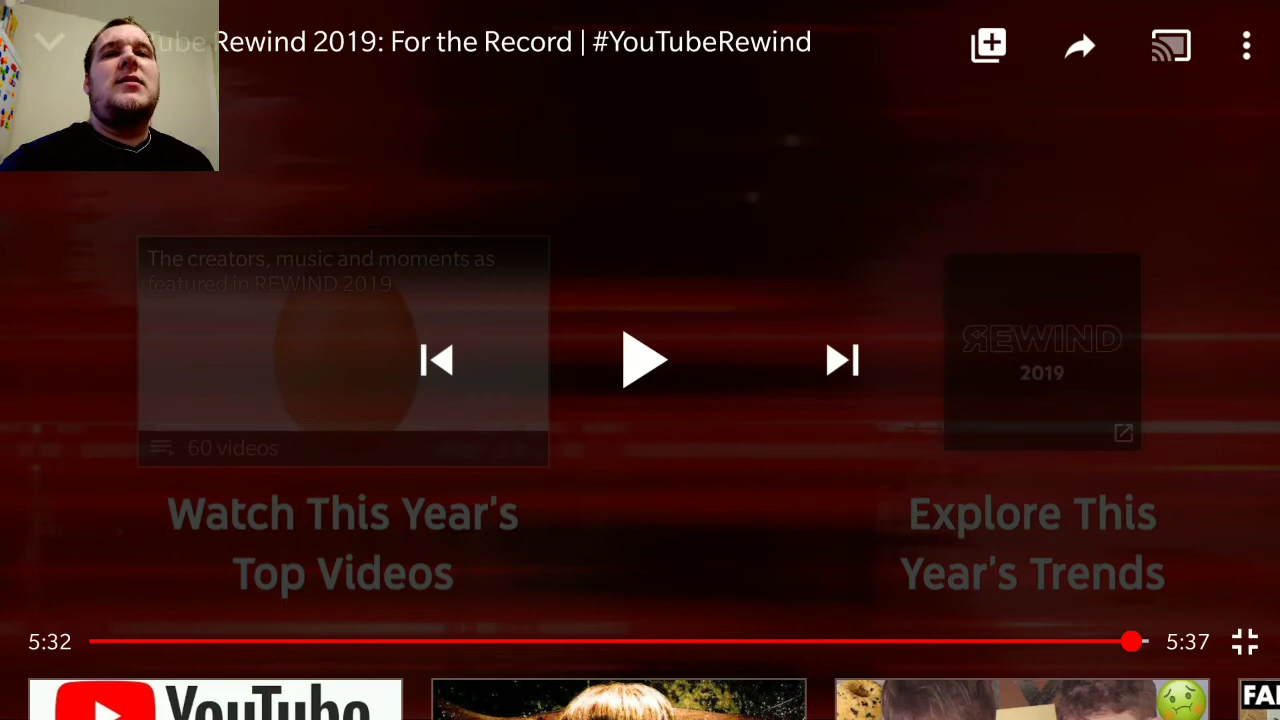 Tube Rewind 2019: For the Record | #YouTubeRewind
The creators, music and moments as
featured in REWIND 2019
60 videos
REWIND
2019
Watch This Year's
Top Videos
Explore This
Year's Trends
5:32
5:37
YouTube